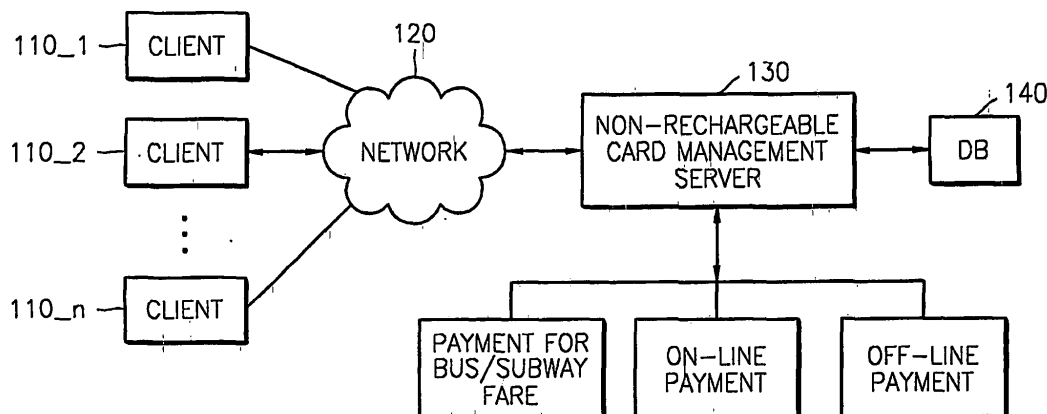 110_1
CLIENT
120
130
140
110_2
CLIENT
NETWORK
NON-RECHARGEABLE
CARD MANAGEMENT
SERVER
DB
110_n
CLIENT
PAYMENT FOR
BUS/SUBWAY
FARE
ON-LINE
PAYMENT
OFF-LINE
PAYMENT